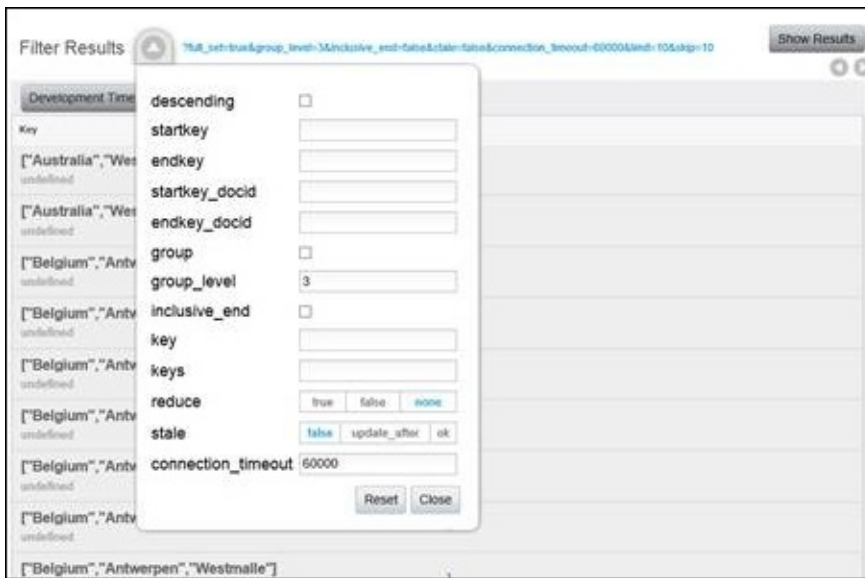 Filter Results ?full_set=true&group_level=3&inclusive_end=false&stale=false&connection_timeout=60000&limit=10&skip=10 Show Results
Development Time
Key
["Australia","Wes
undefined
["Australia","Wes
undefined
["Belgium","Antw
undefined
["Belgium","Antw
undefined
["Belgium","Antw
undefined
["Belgium","Antw
undefined
["Belgium","Antw
undefined
["Belgium","Antw
undefined
["Belgium","Antwerpen","Westmalle"]
descending
startkey
endkey
startkey_docid
endkey_docid
group
group_level 3
inclusive_end
key
keys
reduce true false none
stale false update_after ok
connection_timeout 60000
Reset Close